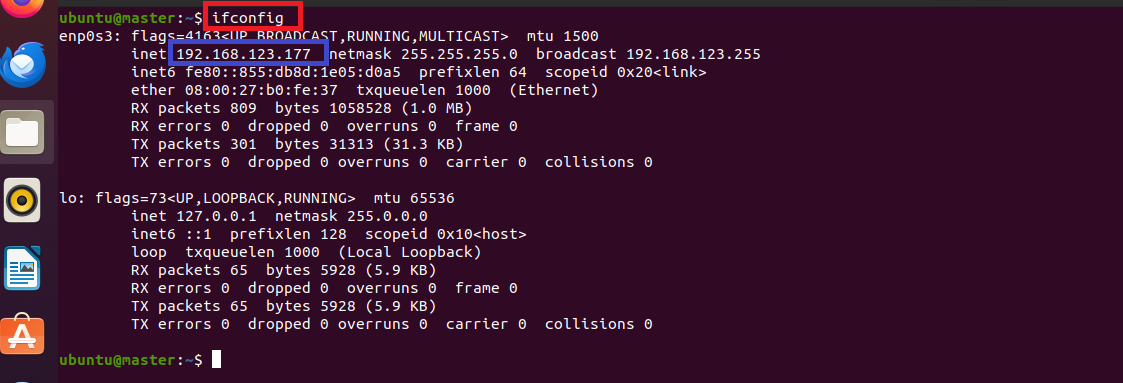 ubuntu@master:~$ ifconfig
enp0s3: flags=4163<UP,BROADCAST,RUNNING,MULTICAST>  mtu 1500
        inet 192.168.123.177  netmask 255.255.255.0  broadcast 192.168.123.255
        inet6 fe80::855:db8d:1e05:d0a5  prefixlen 64  scopeid 0x20<link>
        ether 08:00:27:b0:fe:37  txqueuelen 1000  (Ethernet)
        RX packets 809  bytes 1058528 (1.0 MB)
        RX errors 0  dropped 0  overruns 0  frame 0
        TX packets 301  bytes 31313 (31.3 KB)
        TX errors 0  dropped 0 overruns 0  carrier 0  collisions 0
lo: flags=73<UP,LOOPBACK,RUNNING>  mtu 65536
        inet 127.0.0.1  netmask 255.0.0.0
        inet6 ::1  prefixlen 128  scopeid 0x10<host>
        loop  txqueuelen 1000  (Local Loopback)
        RX packets 65  bytes 5928 (5.9 KB)
        RX errors 0  dropped 0  overruns 0  frame 0
        TX packets 65  bytes 5928 (5.9 KB)
        TX errors 0  dropped 0 overruns 0  carrier 0  collisions 0
ubuntu@master:~$